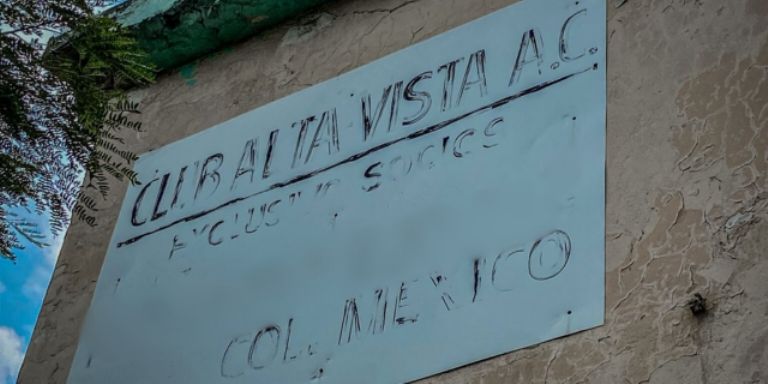 CLUB ALTA VISTA A.C.
EXCLUSIVO SOCIOS
COL. MEXICO